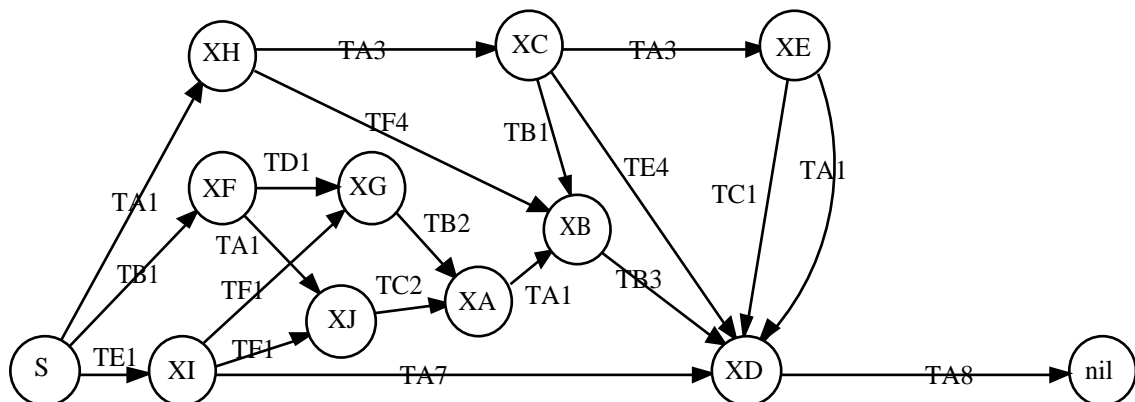 XH
TA3
XC
TA3
XE
TF4
TB1
TE4
TC1
TA1
TD1
XF
XG
TA1
TA1
TB2
XB
TB1
TF1
TC2
XA
TA1
TB3
XJ
TF1
S
TE1
XI
TA7
XD
TA8
nil